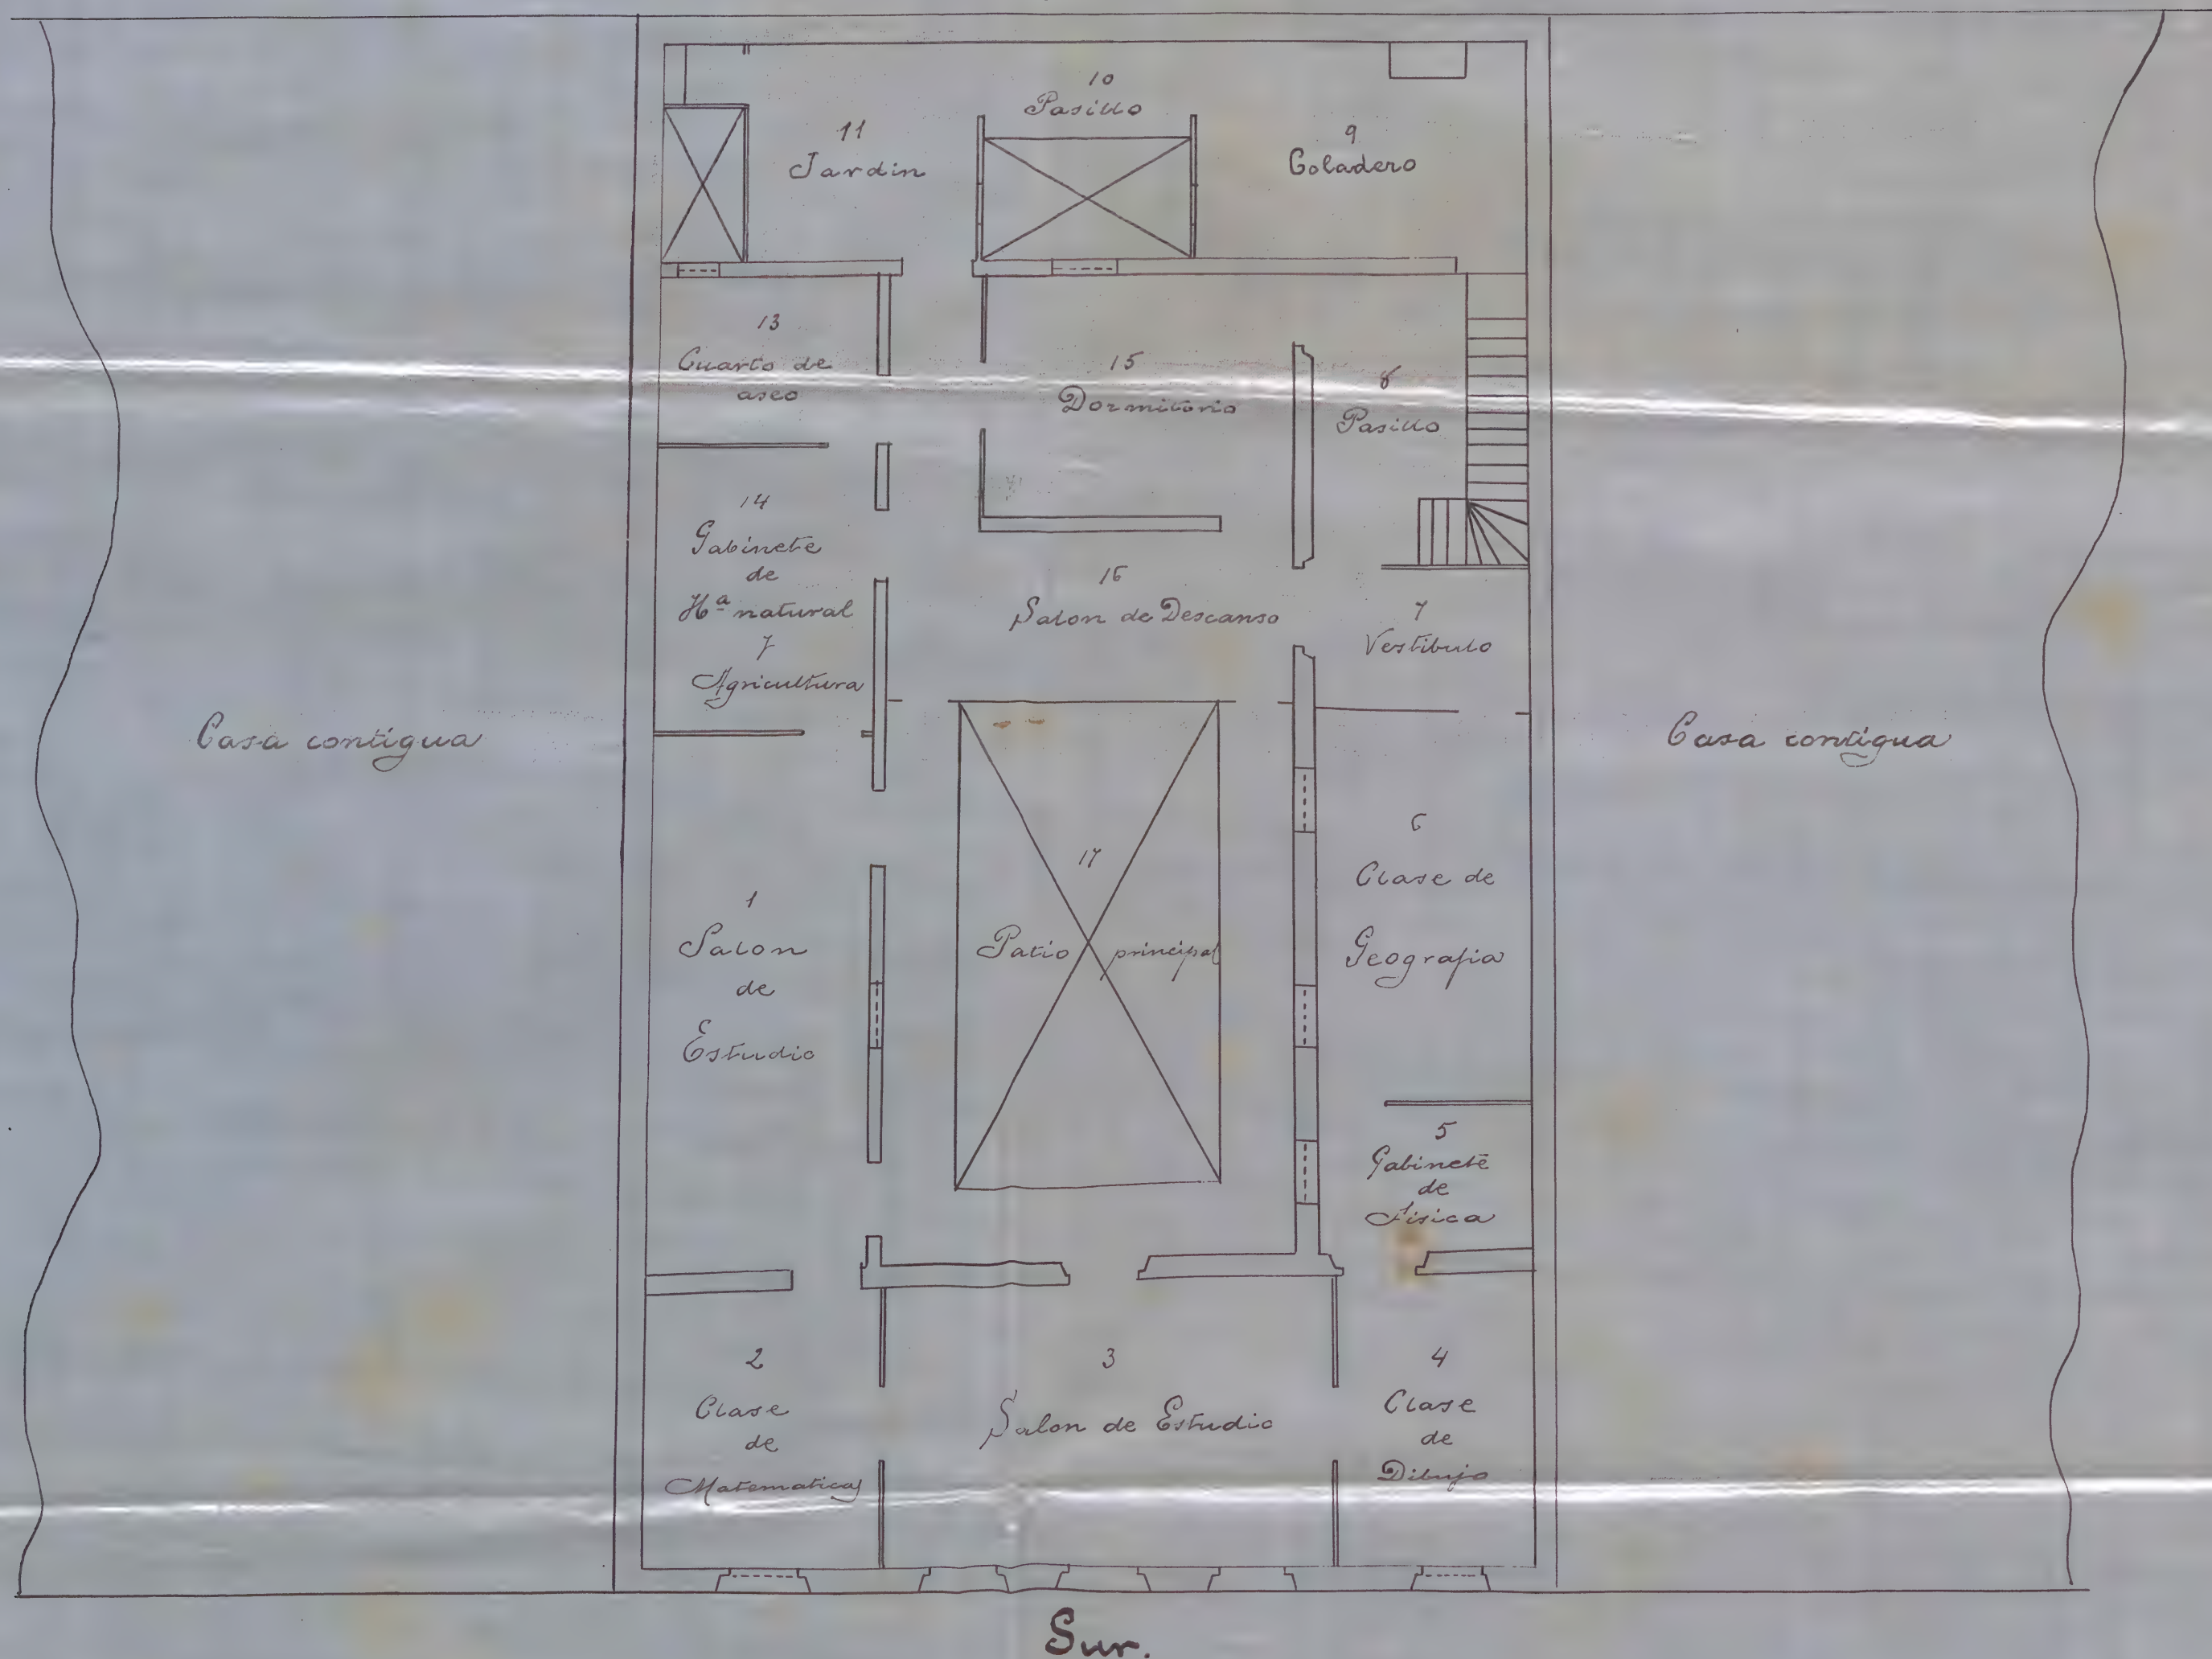 10
Pasillo
11
Jardin
9
Coladero
13
Cuarto de
aseo
15
Dormitorio
8
Pasillo
14
Gabinete
de
Hª natural
y
Agricultura
16
Salon de Descanso
7
Vestibulo
Casa contigua
Casa contigua
17
Patio principal
1
Salon
de
Estudio
6
Clase de
Geografia
5
Gabinete
de
Fisica
2
Clase
de
Matematicas
3
Salon de Estudio
4
Clase
de
Dibujo
Sur.